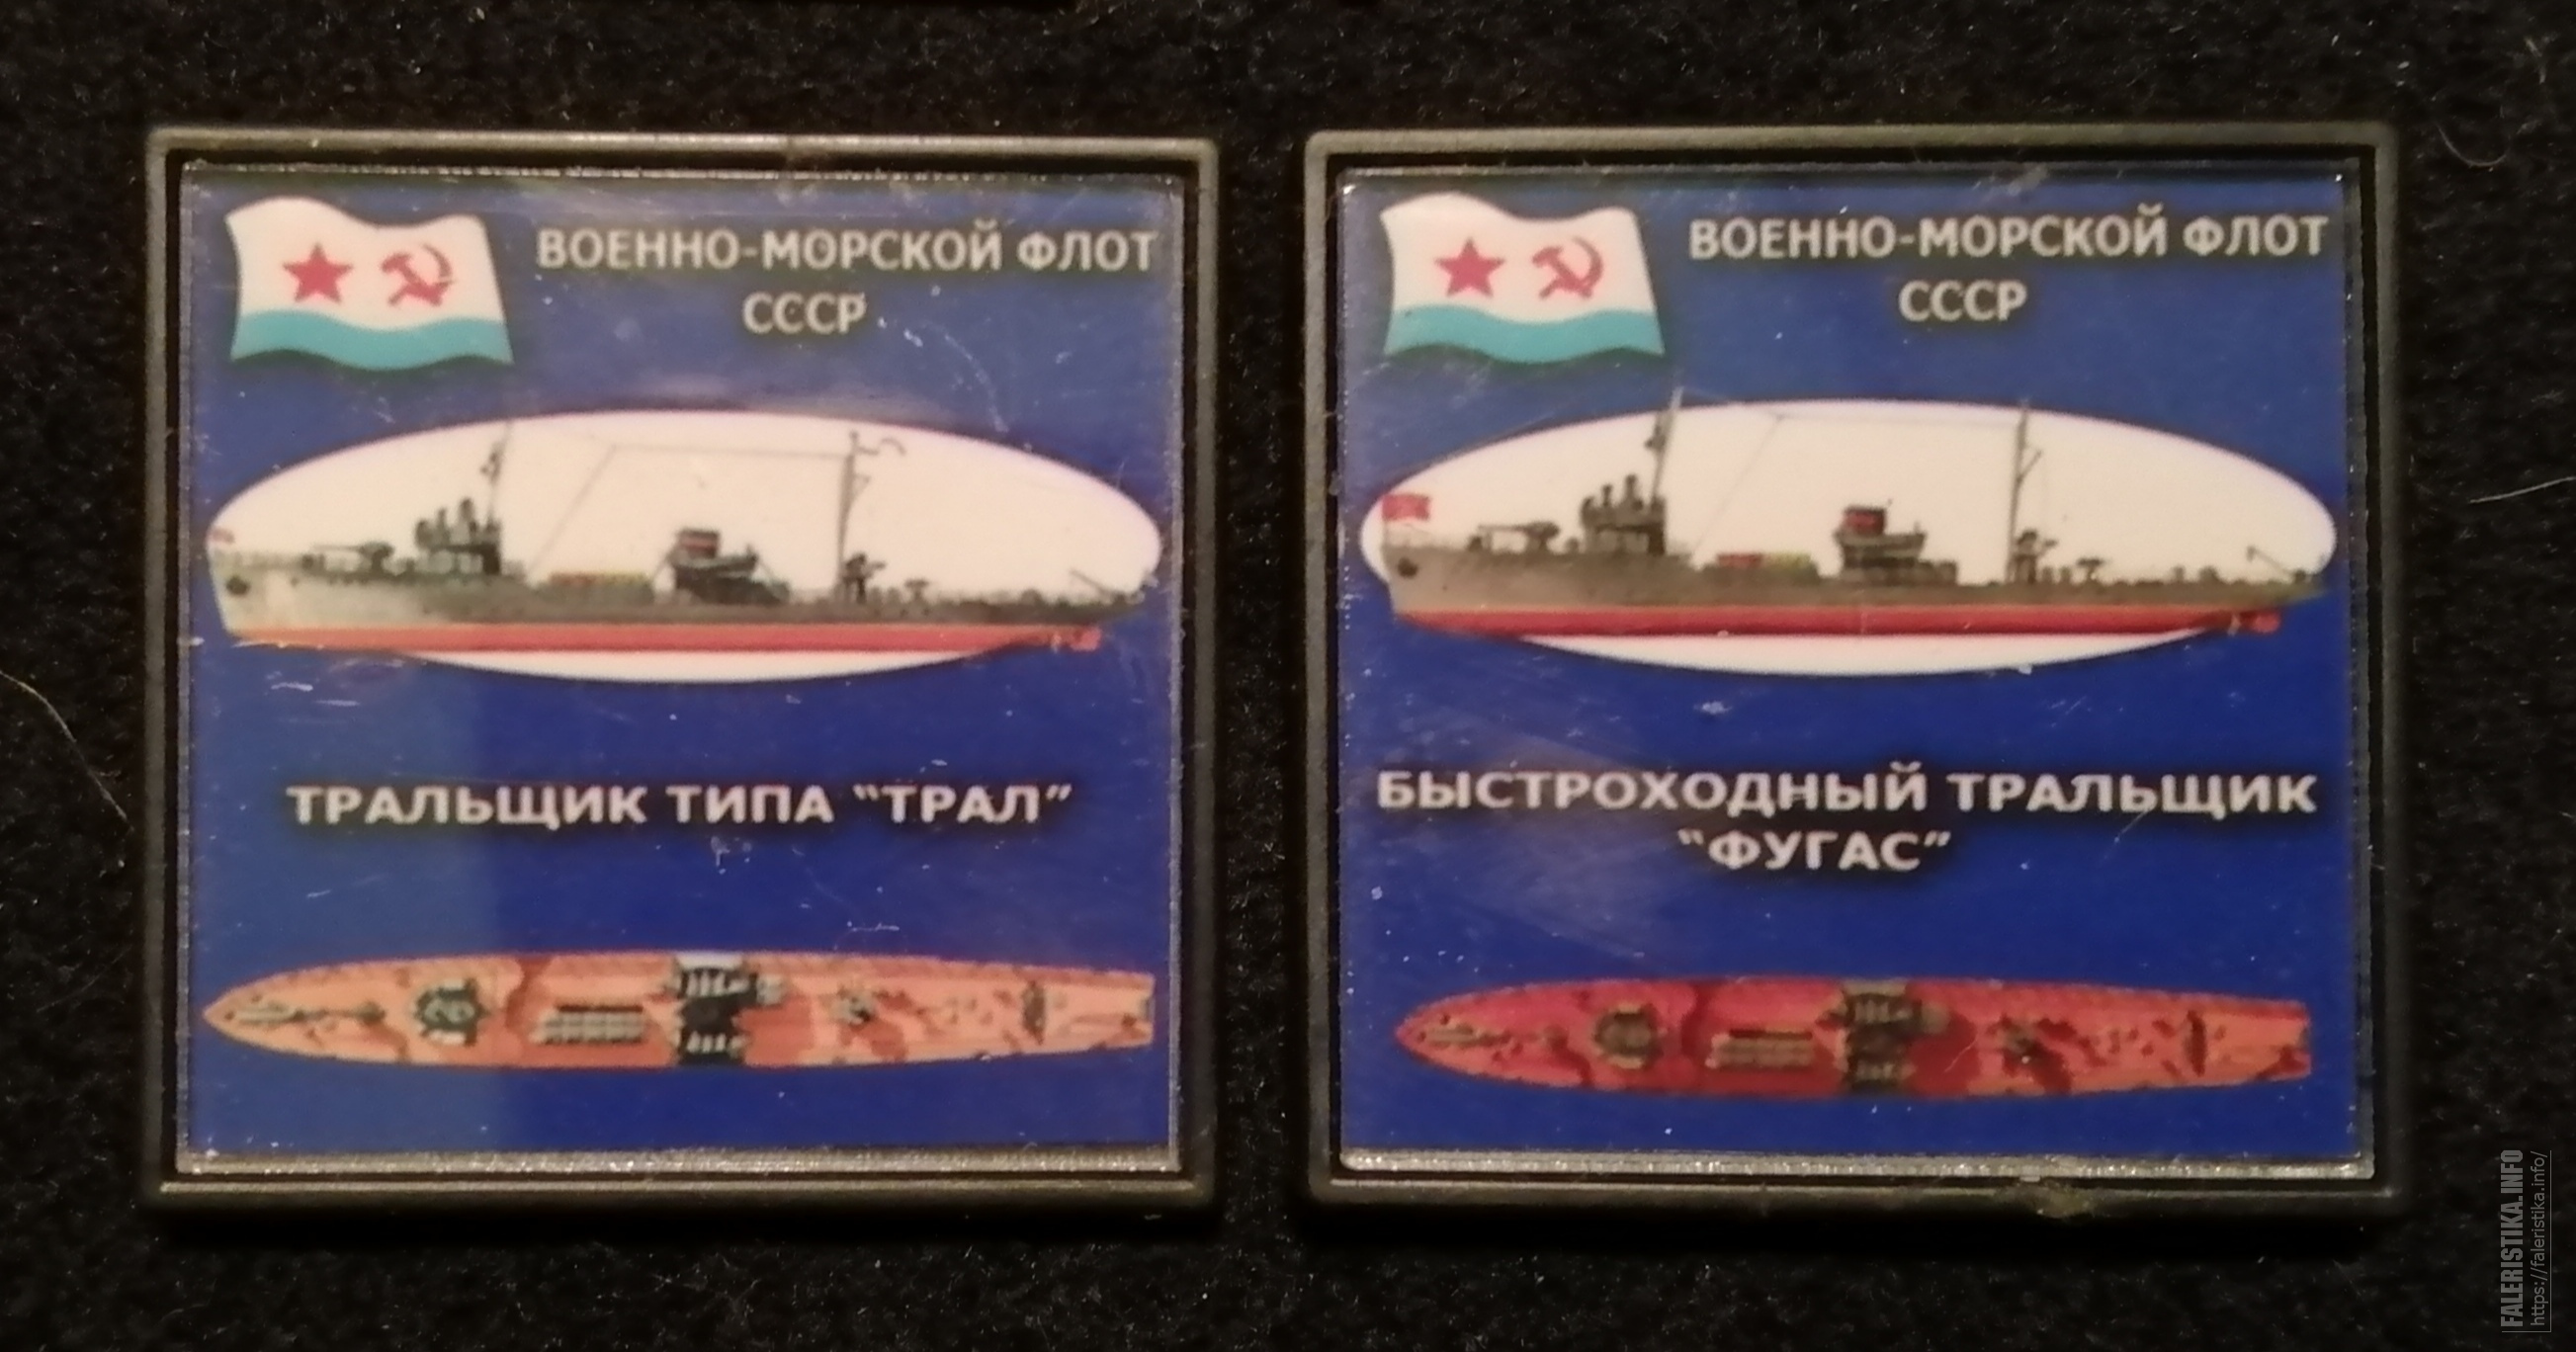 ВОЕННО-МОРСКОЙ ФЛОТ
СССР
ТРАЛЬЩИК ТИПА "ТРАЛ"
ВОЕННО-МОРСКОЙ ФЛОТ
СССР
БЫСТРОХОДНЫЙ ТРАЛЬЩИК
"ФУГАС"
FALERISTIKA.INFO
https://faleristika.info/